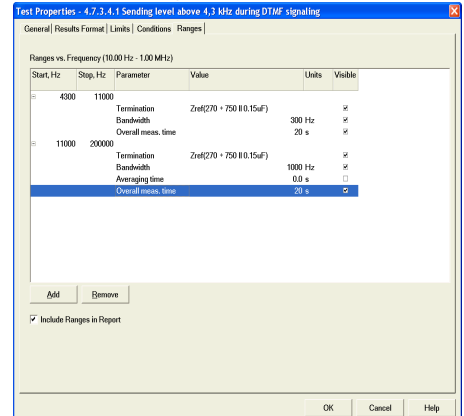 Test Properties - 4.7.3.4.1 Sending level above 4,3 kHz during DTMF signaling
General Results Format Limits Conditions Ranges
Ranges vs. Frequency (10.00 Hz - 1.00 MHz)
Start, Hz Stop, Hz Parameter Value Units Visible
4300 11000
Termination Zref(270 + 750 II 0.15uF)
Bandwidth 300 Hz
Overall meas. time 20 s
11000 200000
Termination Zref(270 + 750 II 0.15uF)
Bandwidth 1000 Hz
Averaging time 0.0 s
Overall meas. time 20 s
Add Remove
Include Ranges in Report
OK Cancel Help